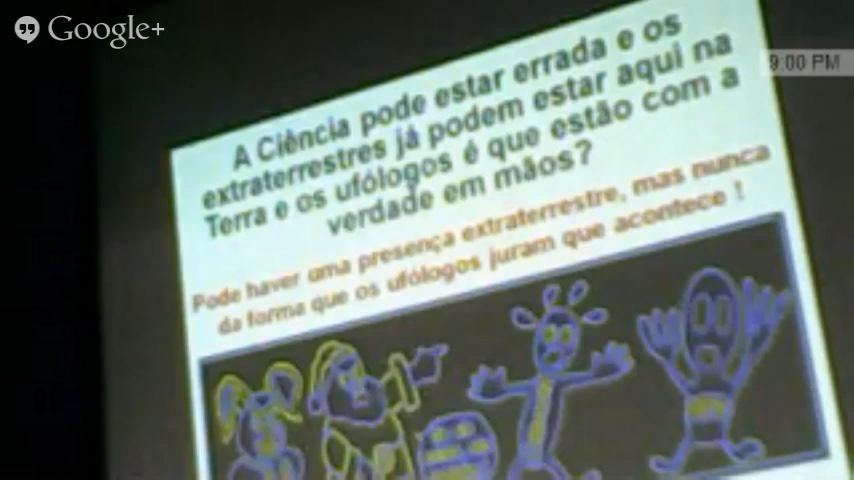 Google+
9:00 PM
A Ciência pode estar errada e os
extraterrestres já podem estar aqui na
Terra e os ufólogos é que estão com a
verdade em mãos?
Pode haver uma presença extraterrestre, mas nunca
da forma que os ufólogos juram que acontece !